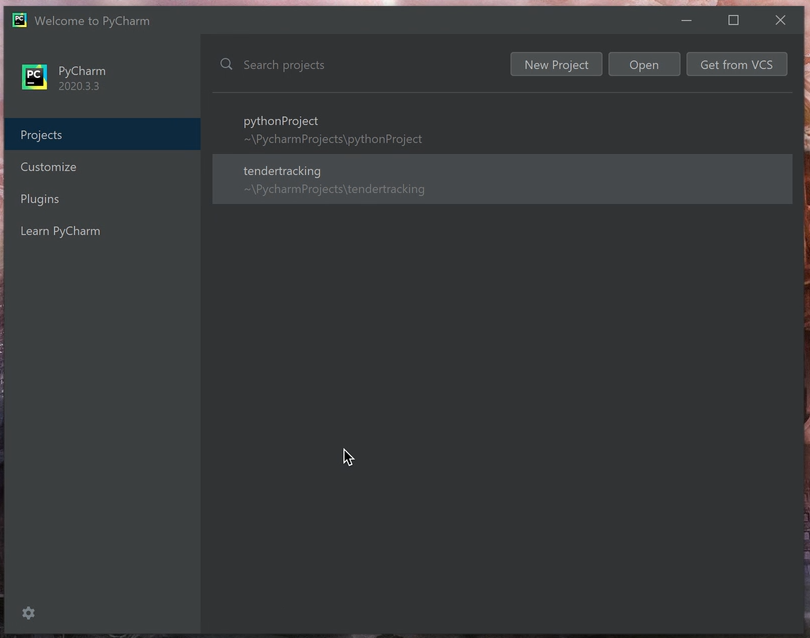 Welcome to PyCharm
PC
PyCharm
2020.3.3
Projects
Customize
Plugins
Learn PyCharm
Search projects
New Project
Open
Get from VCS
pythonProject
~\PycharmProjects\pythonProject
tendertracking
~\PycharmProjects\tendertracking